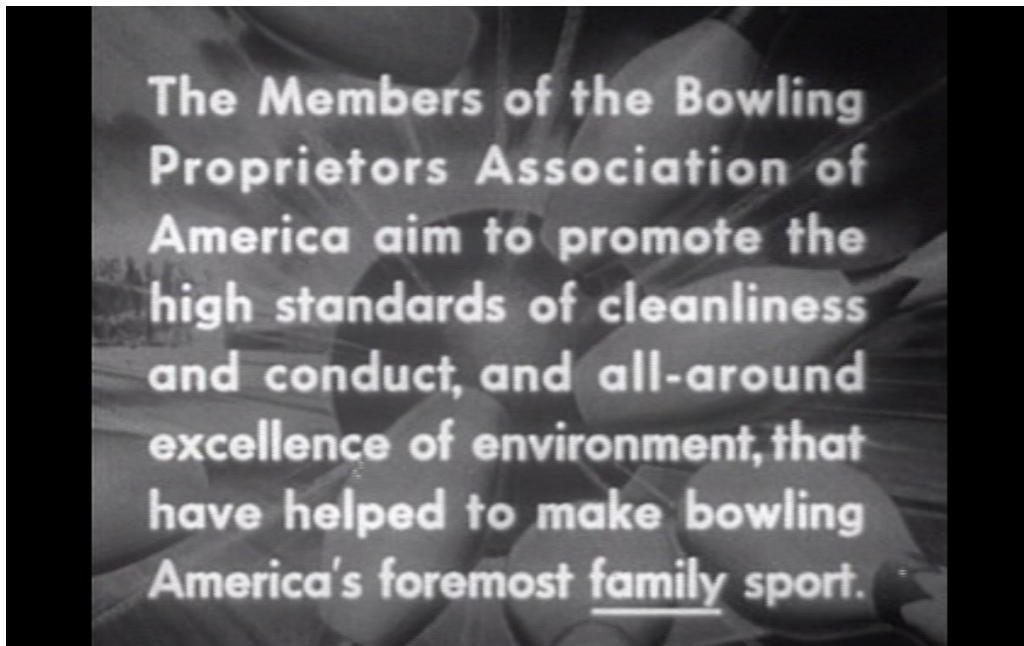 The Members of the Bowling
Proprietors Association of
America aim to promote the
high standards of cleanliness
and conduct, and all-around
excellence of environment, that
have helped to make bowling
America's foremost family sport.